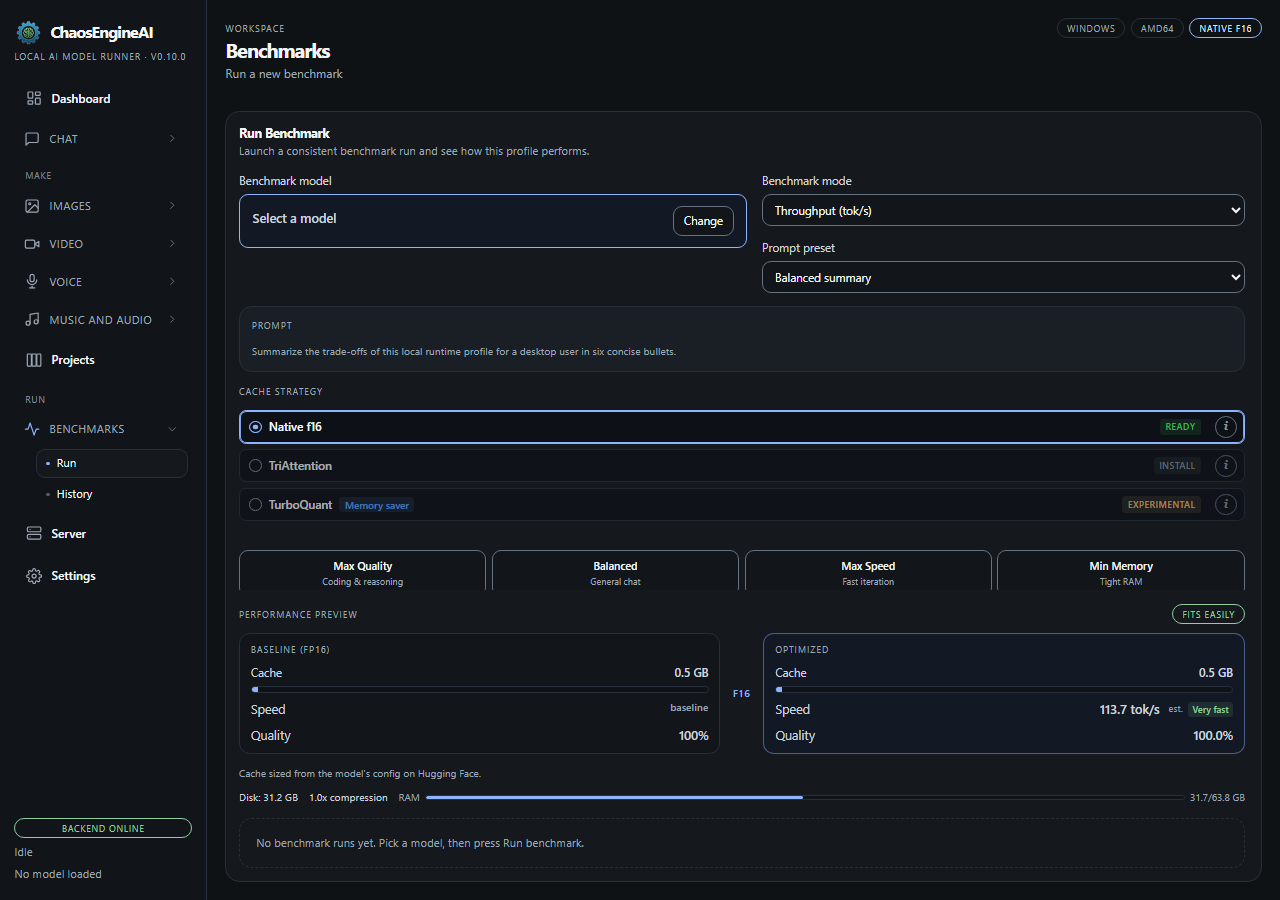 ChaosEngineAI
LOCAL AI MODEL RUNNER · V0.10.0
Dashboard
CHAT
MAKE
IMAGES
VIDEO
VOICE
MUSIC AND AUDIO
Projects
RUN
BENCHMARKS
Run
History
Server
Settings
BACKEND ONLINE
Idle
No model loaded
WORKSPACE
Benchmarks
Run a new benchmark
WINDOWS
AMD64
NATIVE F16
Run Benchmark
Launch a consistent benchmark run and see how this profile performs.
Benchmark model
Select a model
Change
Benchmark mode
Throughput (tok/s)
Prompt preset
Balanced summary
PROMPT
Summarize the trade-offs of this local runtime profile for a desktop user in six concise bullets.
CACHE STRATEGY
Native f16
READY
i
TriAttention
INSTALL
i
TurboQuant
Memory saver
EXPERIMENTAL
i
Max Quality
Coding & reasoning
Balanced
General chat
Max Speed
Fast iteration
Min Memory
Tight RAM
PERFORMANCE PREVIEW
FITS EASILY
BASELINE (FP16)
Cache 0.5 GB
Speed baseline
Quality 100%
F16
OPTIMIZED
Cache 0.5 GB
Speed 113.7 tok/s est. Very fast
Quality 100.0%
Cache sized from the model's config on Hugging Face.
Disk: 31.2 GB 1.0x compression RAM 31.7/63.8 GB
No benchmark runs yet. Pick a model, then press Run benchmark.